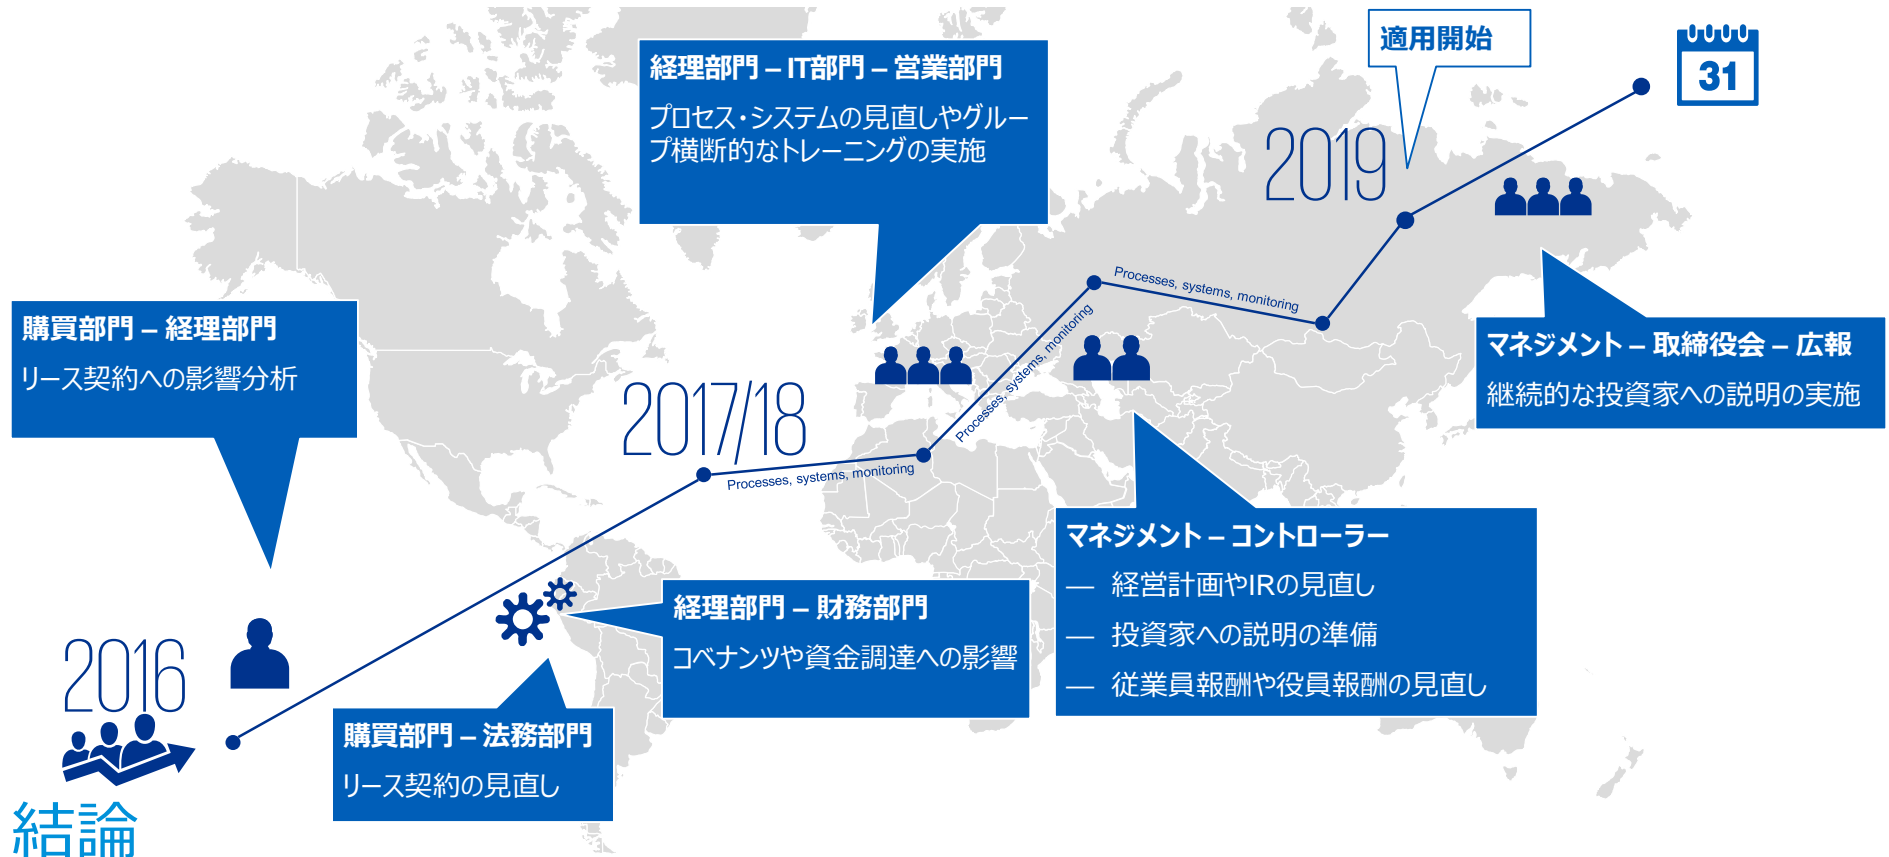 適用開始
31
経理部門 – IT部門 – 営業部門
プロセス・システムの見直しやグルー
プ横断的なトレーニングの実施
2019
Processes, systems, monitoring
購買部門 – 経理部門
リース契約への影響分析
マネジメント – 取締役会 – 広報
継続的な投資家への説明の実施
2017/18
Processes, systems, monitoring
Processes, systems, monitoring
マネジメント – コントローラー
— 経営計画やIRの見直し
— 投資家への説明の準備
— 従業員報酬や役員報酬の見直し
経理部門 – 財務部門
コベナンツや資金調達への影響
2016
購買部門 – 法務部門
リース契約の見直し
結論